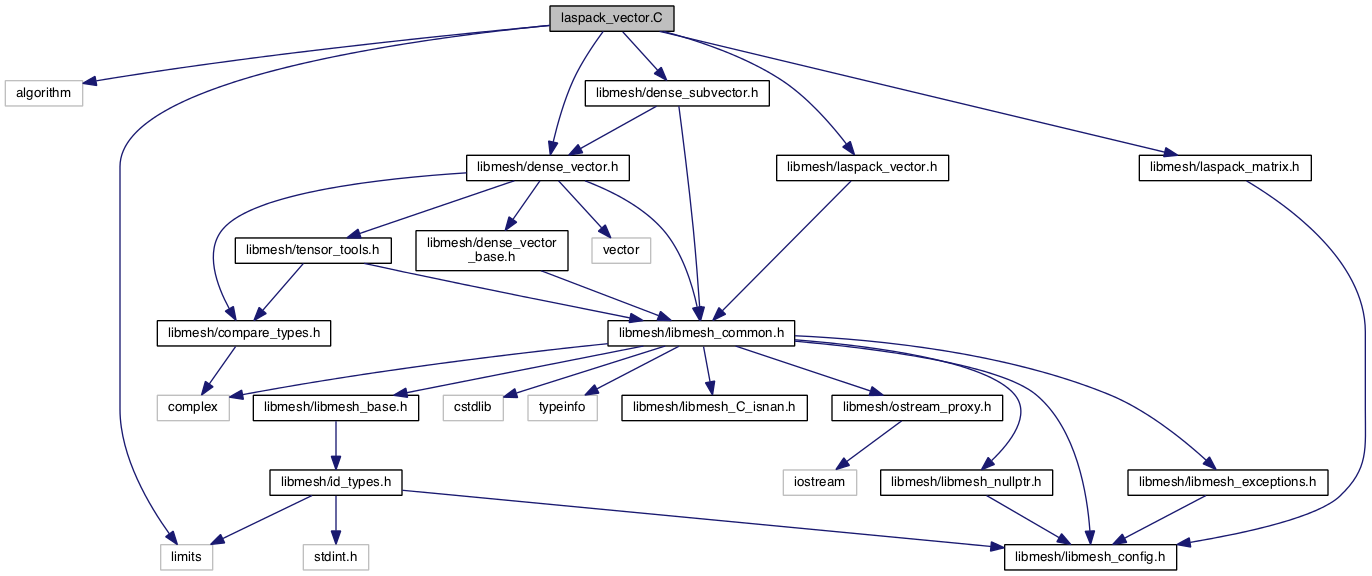 laspack_vector.C
algorithm
libmesh/dense_subvector.h
libmesh/dense_vector.h
libmesh/laspack_vector.h
libmesh/laspack_matrix.h
libmesh/tensor_tools.h
libmesh/dense_vector
_base.h
vector
libmesh/compare_types.h
libmesh/libmesh_common.h
complex
libmesh/libmesh_base.h
cstdlib
typeinfo
libmesh/libmesh_C_isnan.h
libmesh/ostream_proxy.h
libmesh/id_types.h
iostream
libmesh/libmesh_nullptr.h
libmesh/libmesh_exceptions.h
limits
stdint.h
libmesh/libmesh_config.h